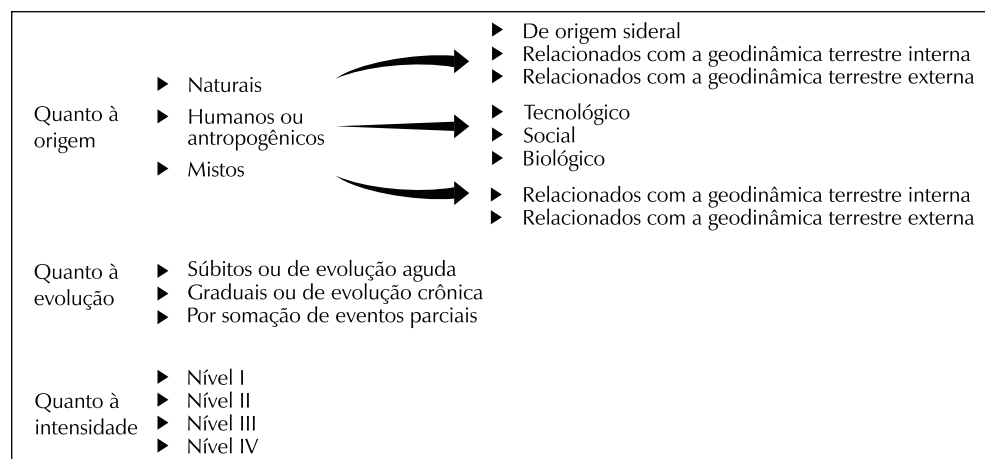 Quanto à
origem
Naturais
Humanos ou
antropogênicos
Mistos
De origem sideral
Relacionados com a geodinâmica terrestre interna
Relacionados com a geodinâmica terrestre externa
Tecnológico
Social
Biológico
Relacionados com a geodinâmica terrestre interna
Relacionados com a geodinâmica terrestre externa
Quanto à
evolução
Súbitos ou de evolução aguda
Graduais ou de evolução crônica
Por somação de eventos parciais
Quanto à
intensidade
Nível I
Nível II
Nível III
Nível IV